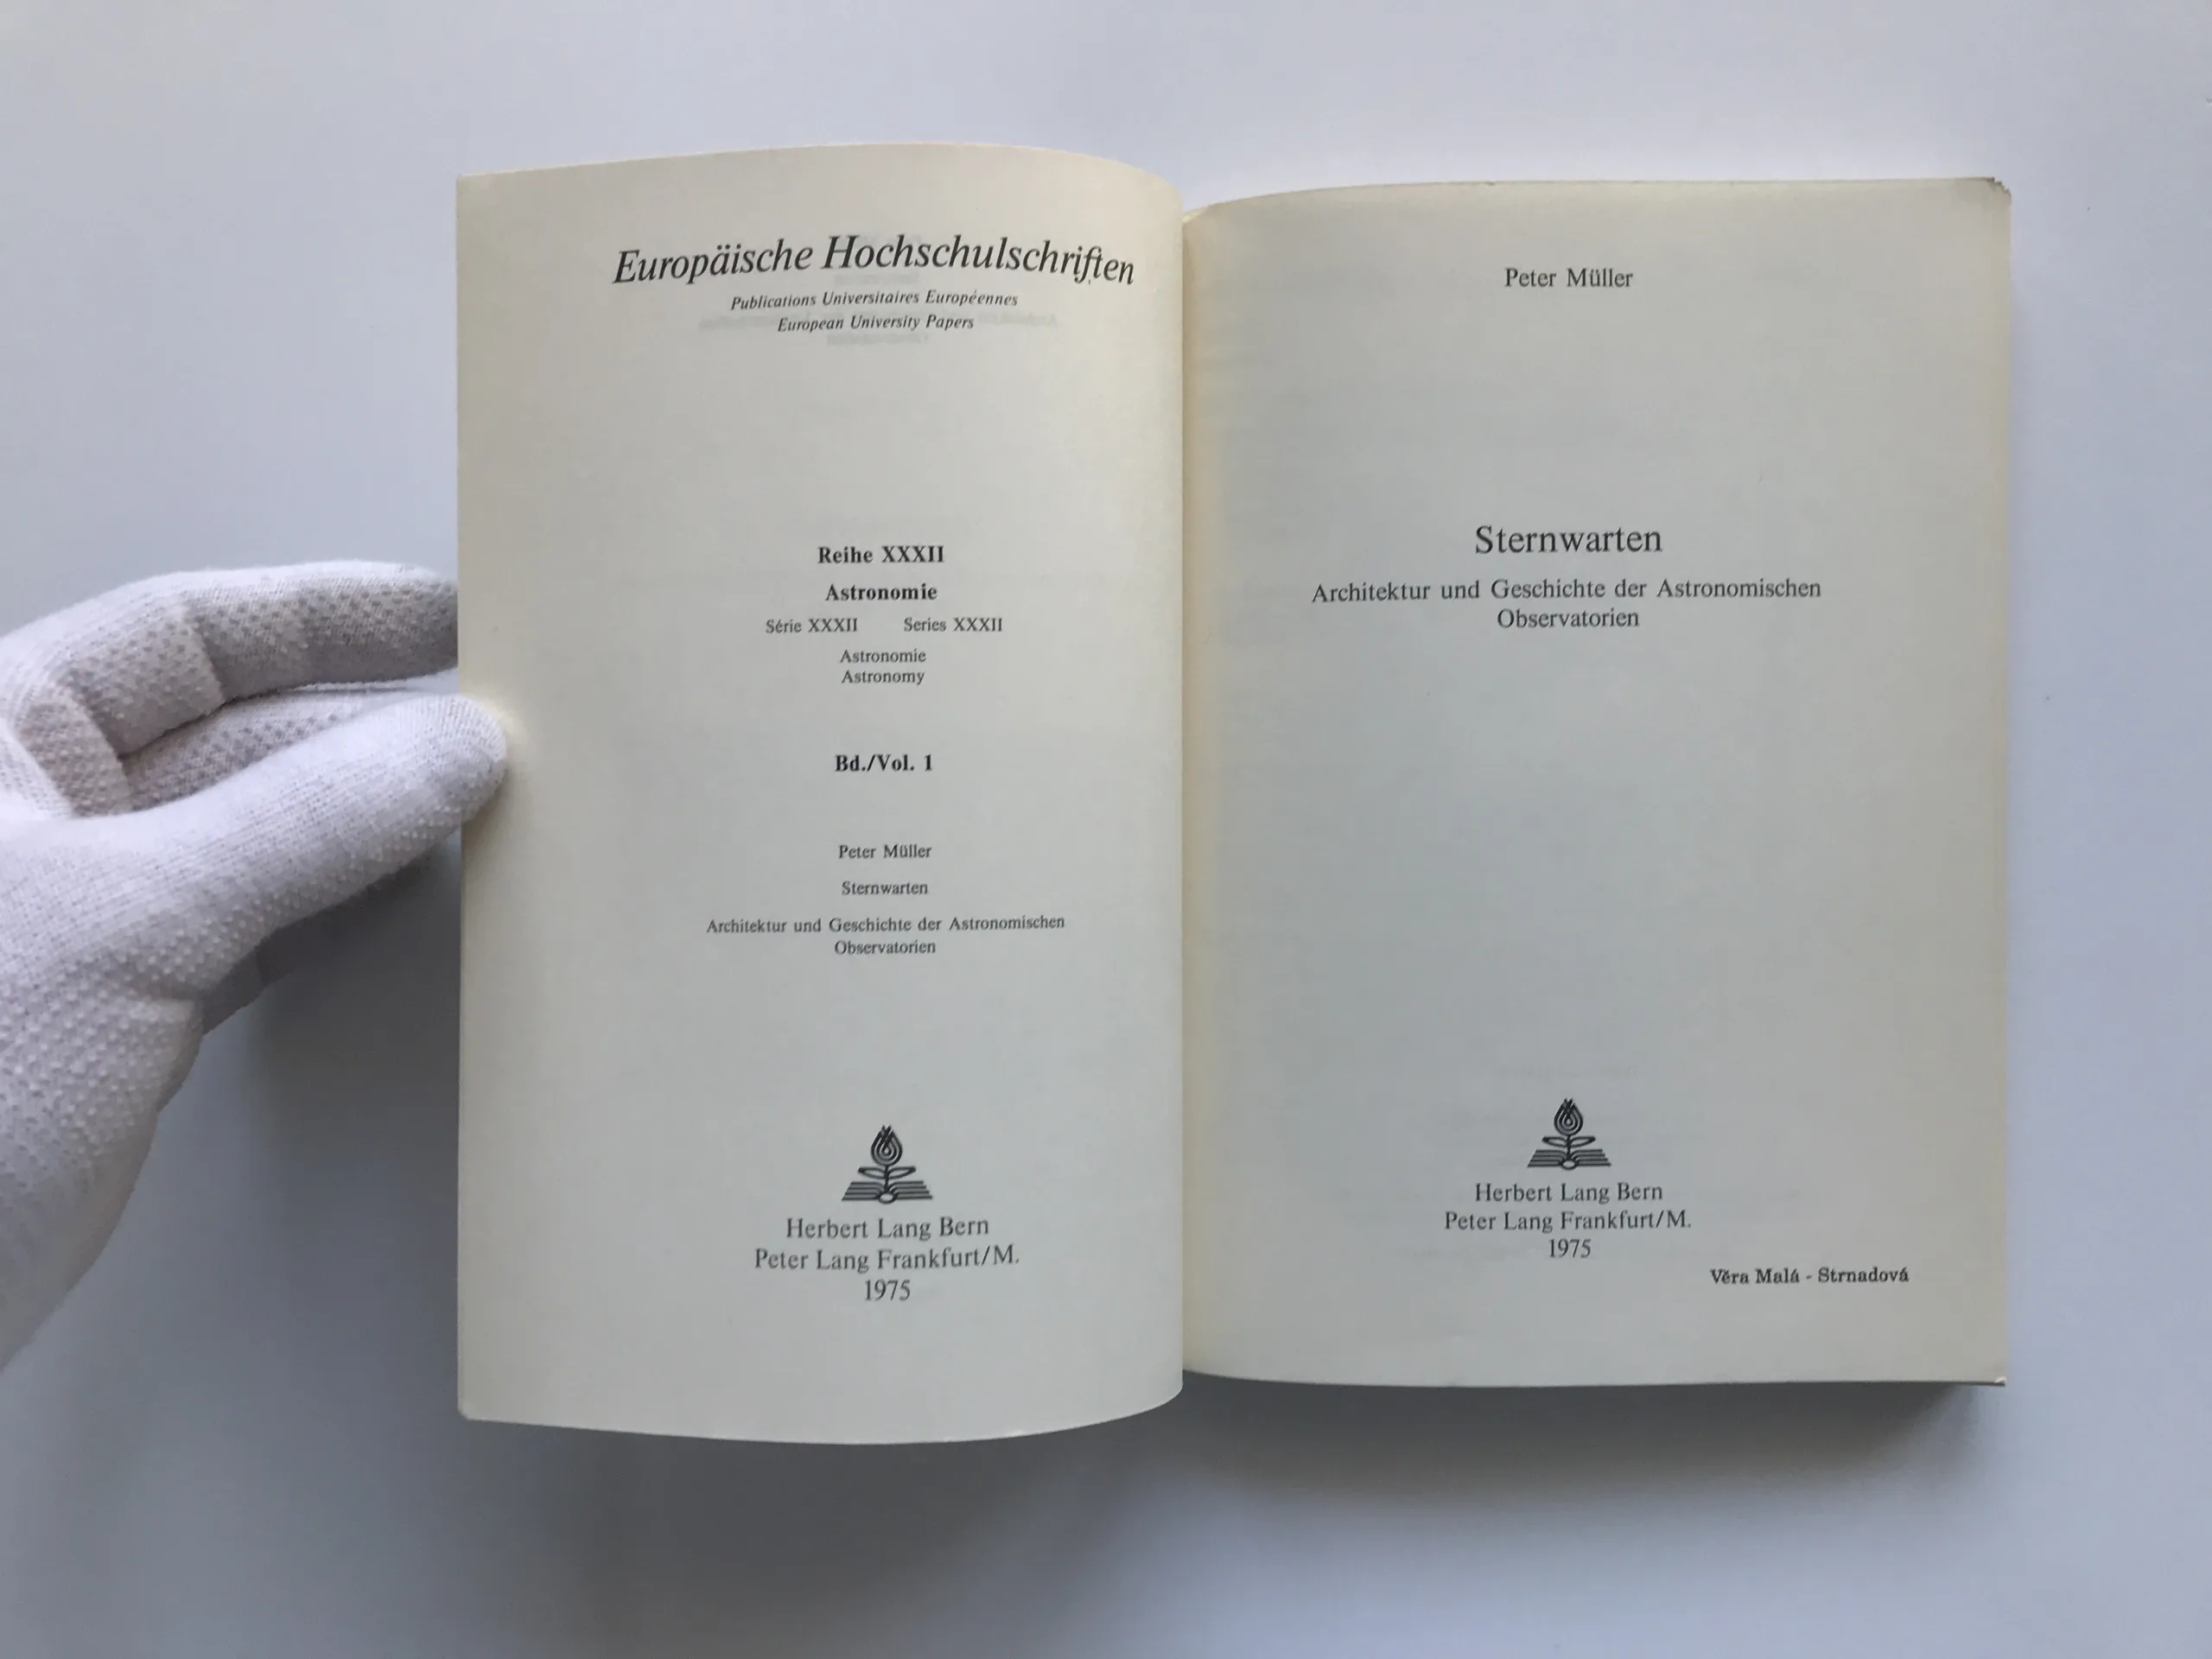 Europäische Hochschulschriften
Publications Universitaires Européennes
European University Papers
Reihe XXXII
Astronomie
Série XXXII Series XXXII
Astronomie
Astronomy
Bd./Vol. 1
Peter Müller
Sternwarten
Architektur und Geschichte der Astronomischen
Observatorien
Herbert Lang Bern
Peter Lang Frankfurt/M.
1975
Peter Müller
Sternwarten
Architektur und Geschichte der Astronomischen
Observatorien
Herbert Lang Bern
Peter Lang Frankfurt/M.
1975
Věra Malá - Strnadová